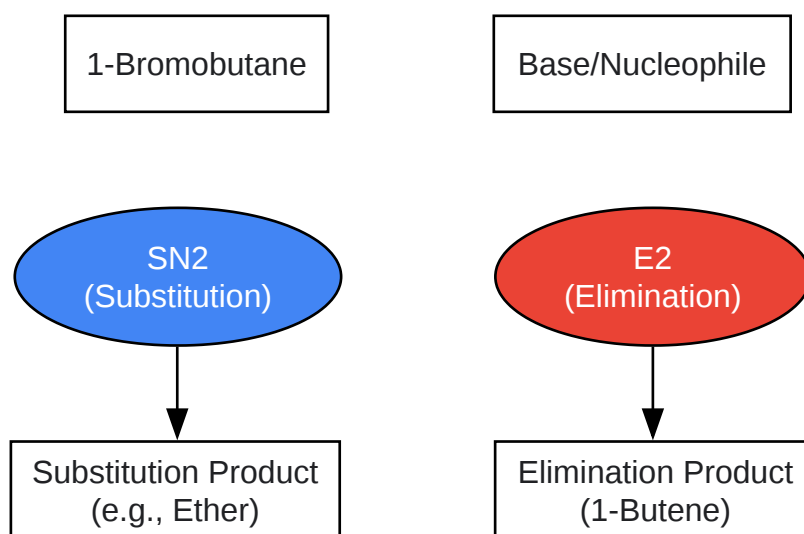 1-Bromobutane
Base/Nucleophile
SN2
(Substitution)
E2
(Elimination)
Substitution Product
(e.g., Ether)
Elimination Product
(1-Butene)